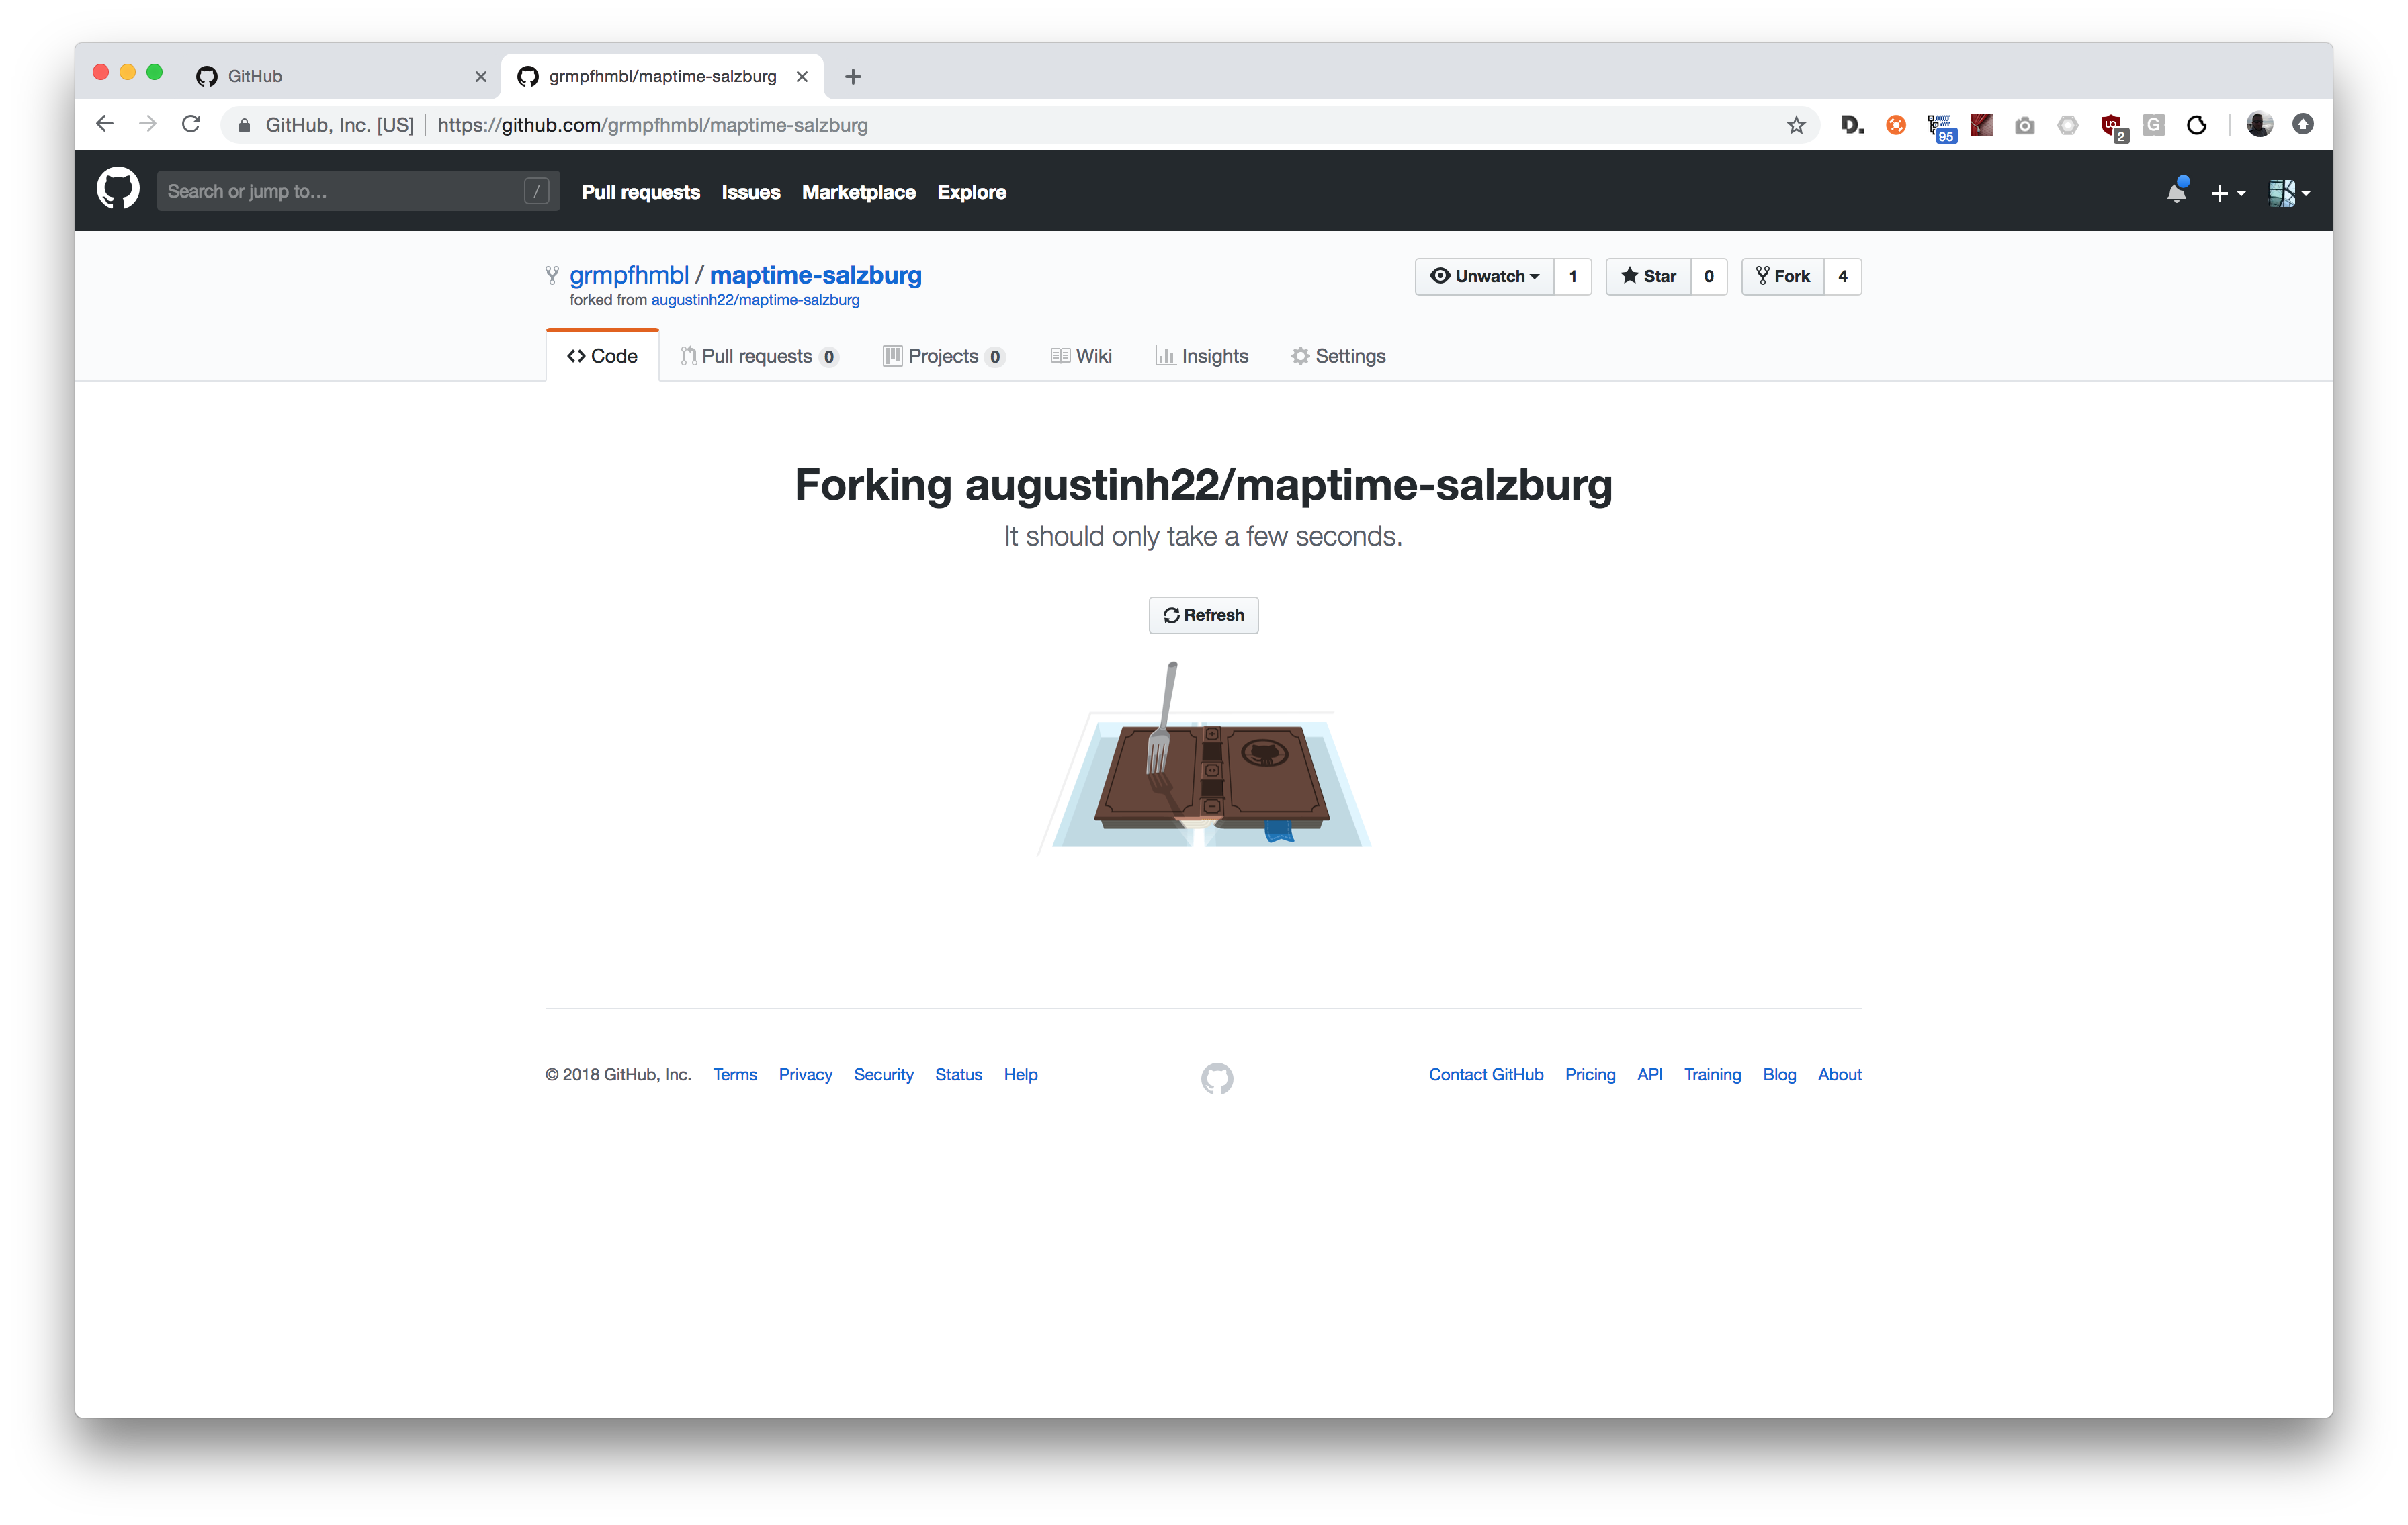 GitHub
grmpfhmbl/maptime-salzburg
GitHub, Inc. [US] | https://github.com/grmpfhmbl/maptime-salzburg
D.
95
2
G
Search or jump to…
/
Pull requests
Issues
Marketplace
Explore
grmpfhmbl / maptime-salzburg
forked from augustinh22/maptime-salzburg
Unwatch 1
Star 0
Fork 4
Code
Pull requests 0
Projects 0
Wiki
Insights
Settings
Forking augustinh22/maptime-salzburg
It should only take a few seconds.
Refresh
© 2018 GitHub, Inc. Terms Privacy Security Status Help
Contact GitHub Pricing API Training Blog About